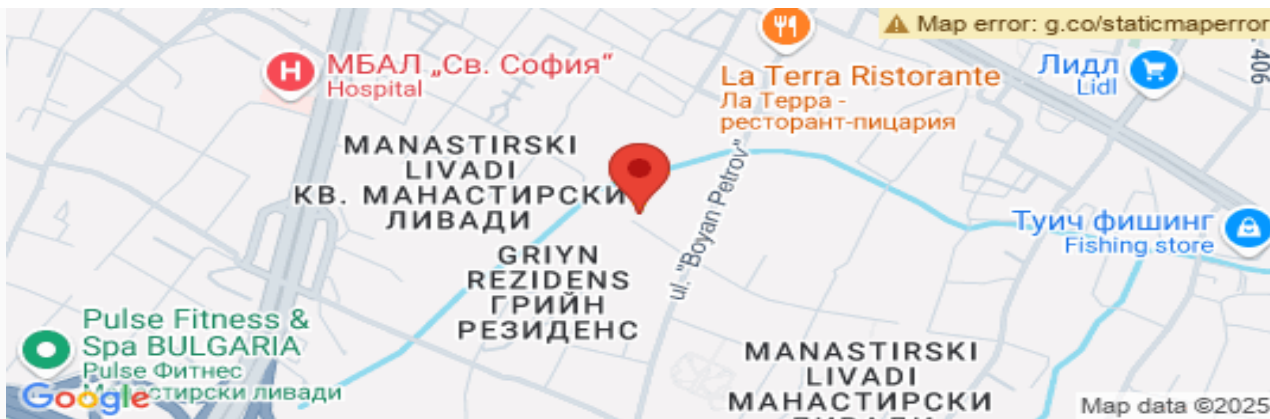 Map error: g.co/staticmaperror
МБАЛ „Св. София“
Hospital
La Terra Ristorante
Ла Терра -
ресторант-пицария
Лидл
Lidl
406
MANASTIRSKI
LIVADI
КВ. МАНАСТИРСКИ
ЛИВАДИ
ul. "Boyan Petrov"
Туич фишинг
Fishing store
GRIYN
REZIDENS
ГРИЙН
РЕЗИДЕНС
Pulse Fitness &
Spa BULGARIA
Pulse Фитнес
Манастирски ливади
MANASTIRSKI
LIVADI
МАНАСТИРСКИ
Google
Map data ©2025